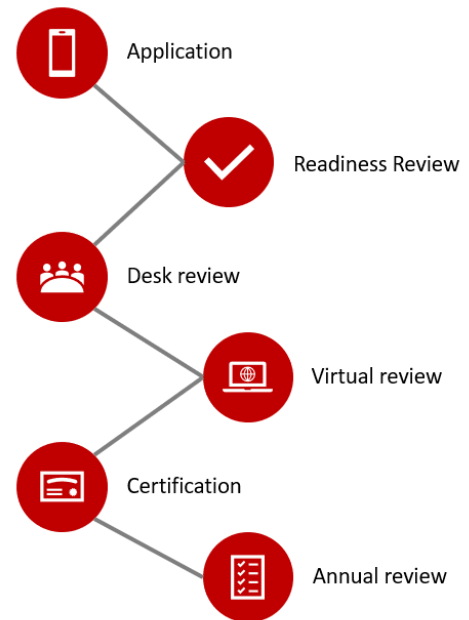 Application
Readiness Review
Desk review
Virtual review
Certification
Annual review